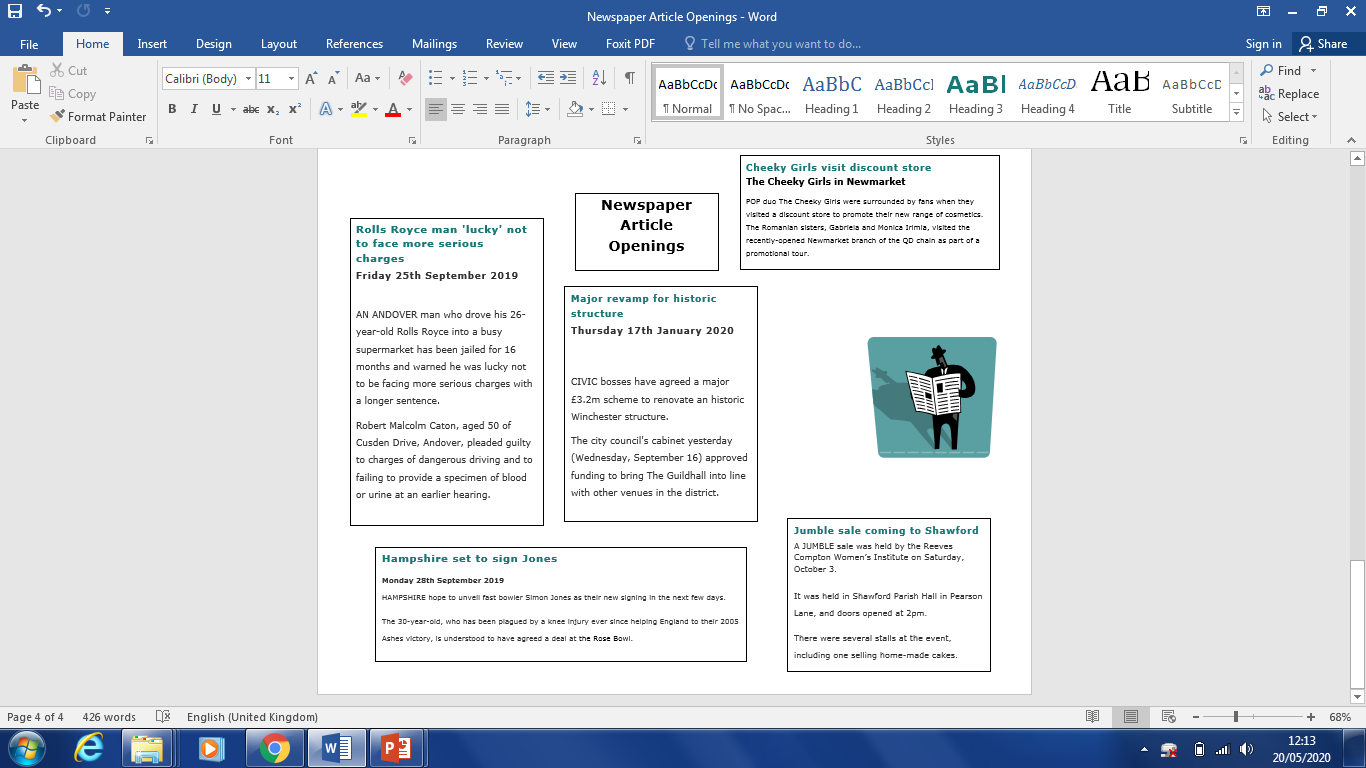 Newspaper Article Openings - Word
File
Home
Insert
Design
Layout
References
Mailings
Review
View
Foxit PDF
Tell me what you want to do...
Sign in
Share
Paste
Cut
Copy
Format Painter
Clipboard
Calibri (Body)
11
Font
Paragraph
AaBbCcDc
¶ Normal
AaBbCcDc
¶ No Spac...
AaBbC
Heading 1
AaBbCcI
Heading 2
AaBl
Heading 3
AaBbCcD
Heading 4
AaBl
Title
AaBbCcD
Subtitle
Styles
Find
Replace
Select
Editing
Rolls Royce man 'lucky' not
to face more serious
charges
Friday 25th September 2019
AN ANDOVER man who drove his 26-
year-old Rolls Royce into a busy
supermarket has been jailed for 16
months and warned he was lucky not
to be facing more serious charges with
a longer sentence.
Robert Malcolm Caton, aged 50 of
Cusden Drive, Andover, pleaded guilty
to charges of dangerous driving and to
failing to provide a specimen of blood
or urine at an earlier hearing.
Newspaper
Article
Openings
Cheeky Girls visit discount store
The Cheeky Girls in Newmarket
POP duo The Cheeky Girls were surrounded by fans when they
visited a discount store to promote their new range of cosmetics.
The Romanian sisters, Gabriela and Monica Irimia, visited the
recently-opened Newmarket branch of the QD chain as part of a
promotional tour.
Major revamp for historic
structure
Thursday 17th January 2020
CIVIC bosses have agreed a major
£3.2m scheme to renovate an historic
Winchester structure.
The city council's cabinet yesterday
(Wednesday, September 16) approved
funding to bring The Guildhall into line
with other venues in the district.
Hampshire set to sign Jones
Monday 28th September 2019
HAMPSHIRE hope to unveil fast bowler Simon Jones as their new signing in the next few days.
The 30-year-old, who has been plagued by a knee injury ever since helping England to their 2005
Ashes victory, is understood to have agreed a deal at the Rose Bowl.
Jumble sale coming to Shawford
A JUMBLE sale was held by the Reeves
Compton Women's Institute on Saturday,
October 3.
It was held in Shawford Parish Hall in Pearson
Lane, and doors opened at 2pm.
There were several stalls at the event,
including one selling home-made cakes.
Page 4 of 4
426 words
English (United Kingdom)
68%
12:13
20/05/2020